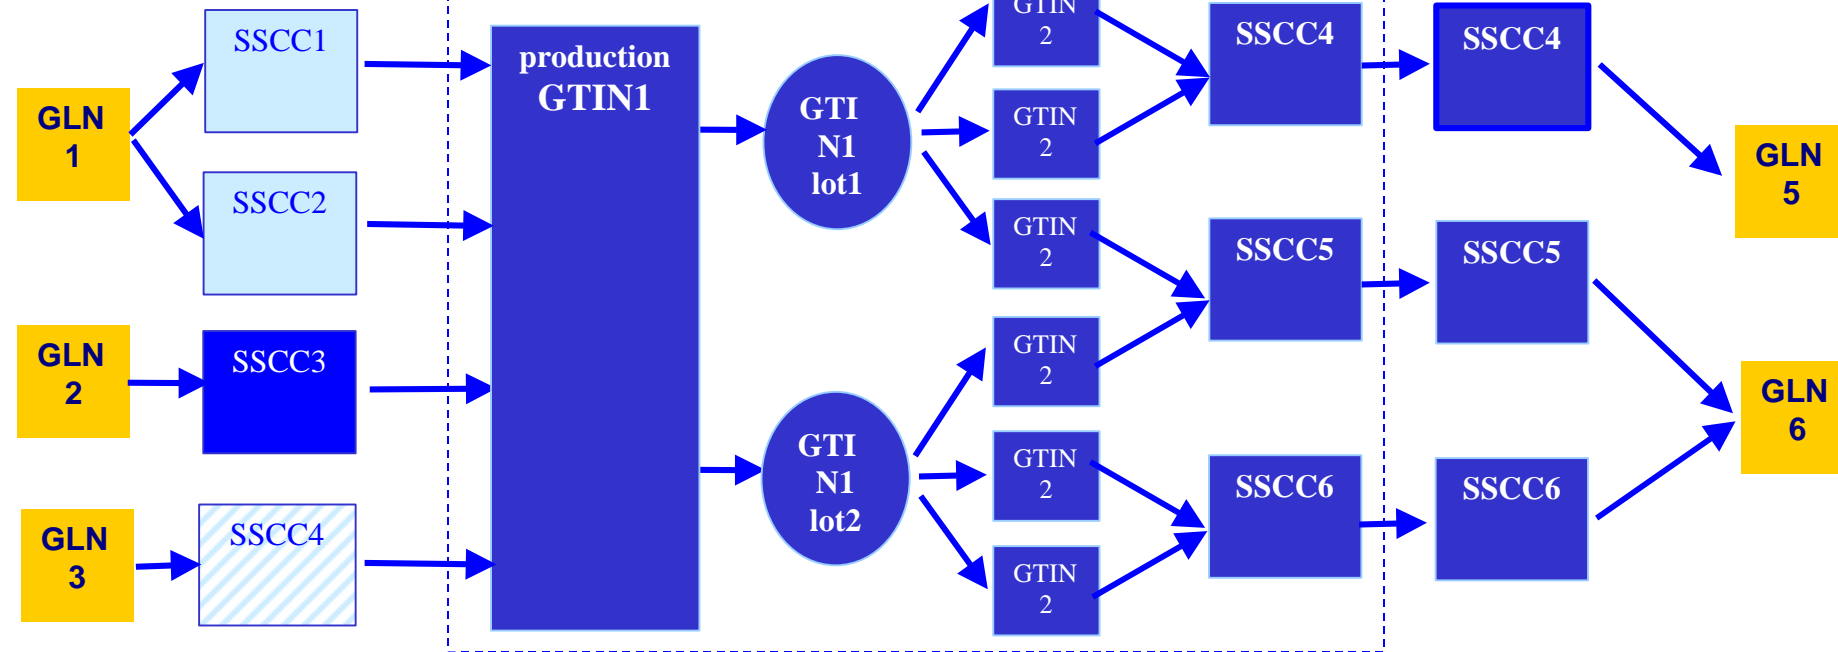 GLN
1
SSCC1
SSCC2
GLN
2
SSCC3
GLN
3
SSCC4
production
GTIN1
GTI
N1
lot1
GTI
N1
lot2
GTIN
2
GTIN
2
GTIN
2
GTIN
2
GTIN
2
GTIN
2
SSCC4
SSCC5
SSCC6
SSCC4
SSCC5
SSCC6
GLN
5
GLN
6